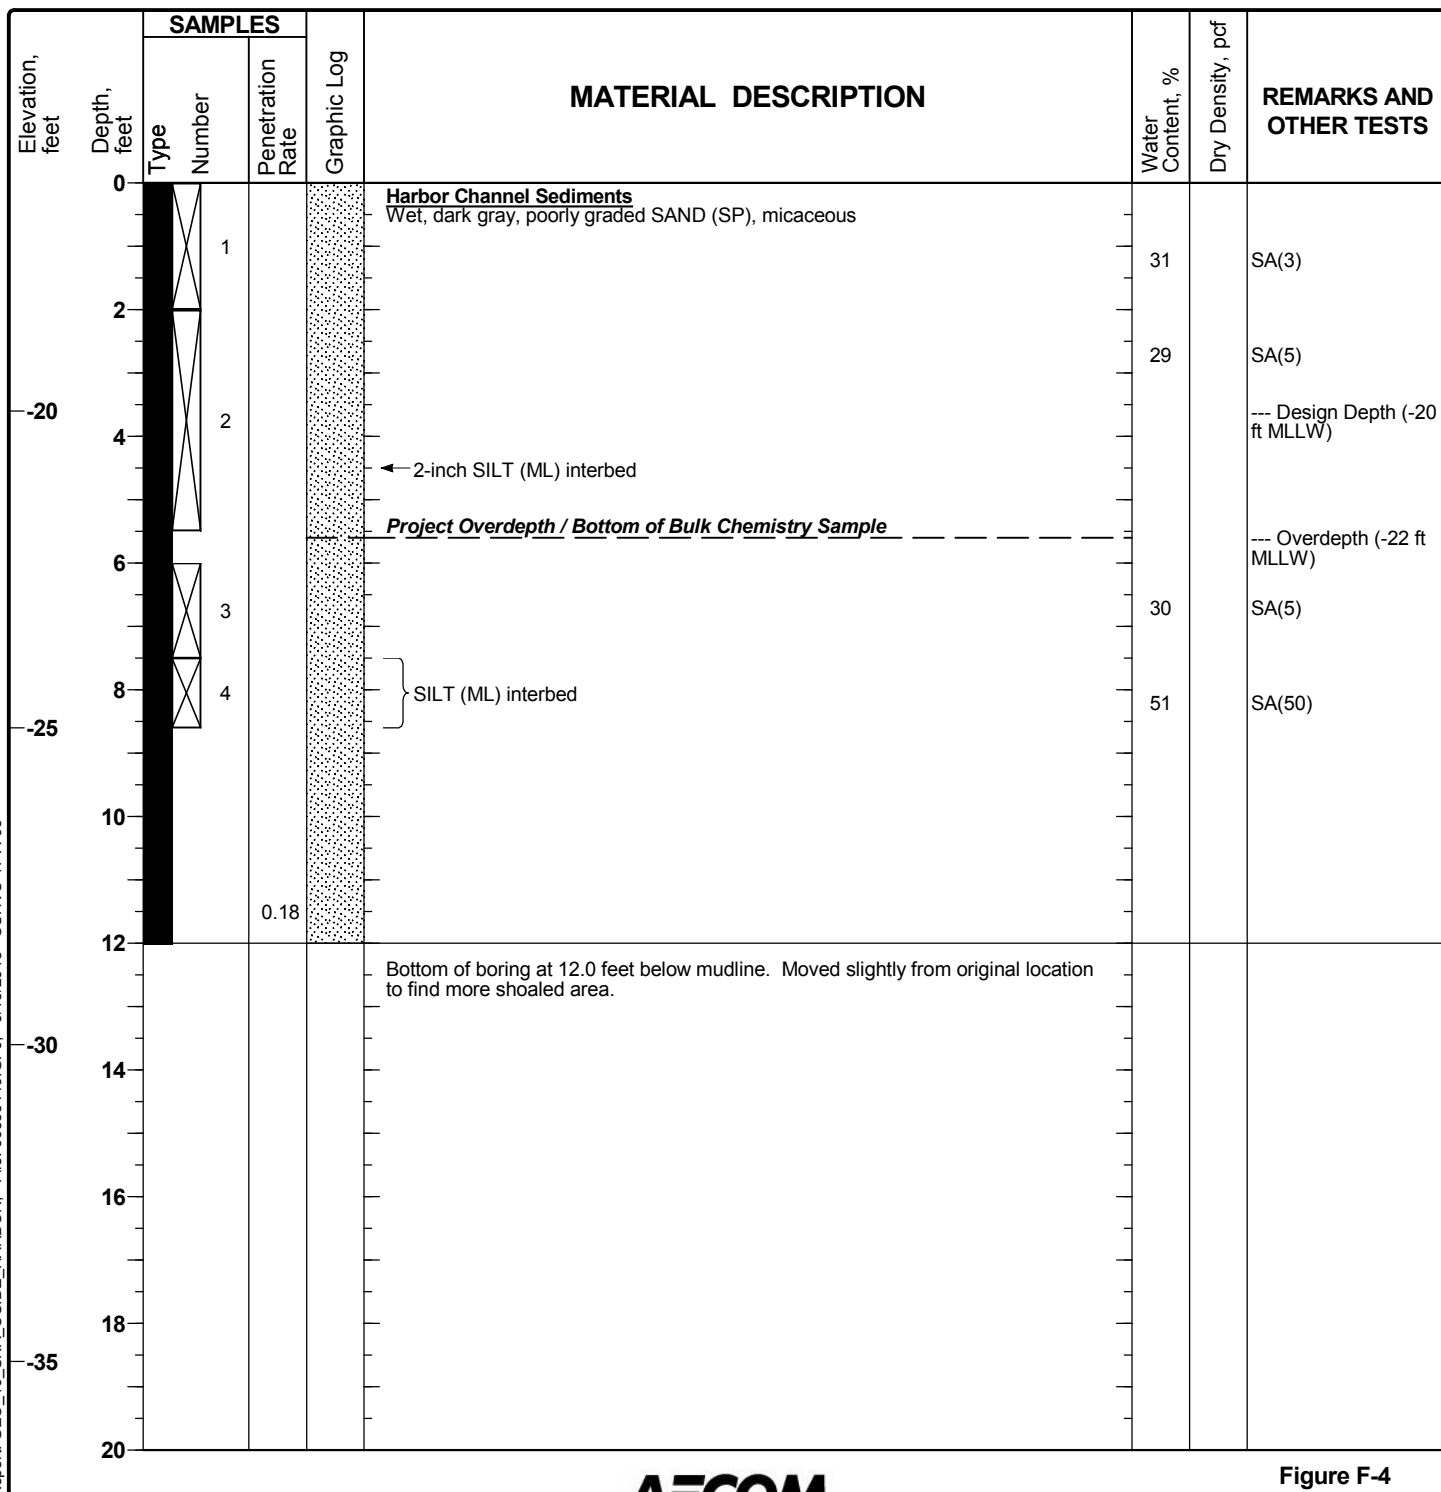 SAMPLES
Elevation,
feet
Depth,
feet
Type
Number
Penetration
Rate
Graphic Log
MATERIAL DESCRIPTION
Water
Content, %
Dry Density, pcf
REMARKS AND
OTHER TESTS
0
Harbor Channel Sediments
Wet, dark gray, poorly graded SAND (SP), micaceous
1
31
SA(3)
2
29
SA(5)
-20
2
--- Design Depth (-20
ft MLLW)
4
2-inch SILT (ML) interbed
Project Overdepth / Bottom of Bulk Chemistry Sample
--- Overdepth (-22 ft
MLLW)
6
3
30
SA(5)
8
4
SILT (ML) interbed
51
SA(50)
-25
10
0.18
12
Bottom of boring at 12.0 feet below mudline. Moved slightly from original location
to find more shoaled area.
-30
14
16
18
-35
20
AECOM
Figure F-4